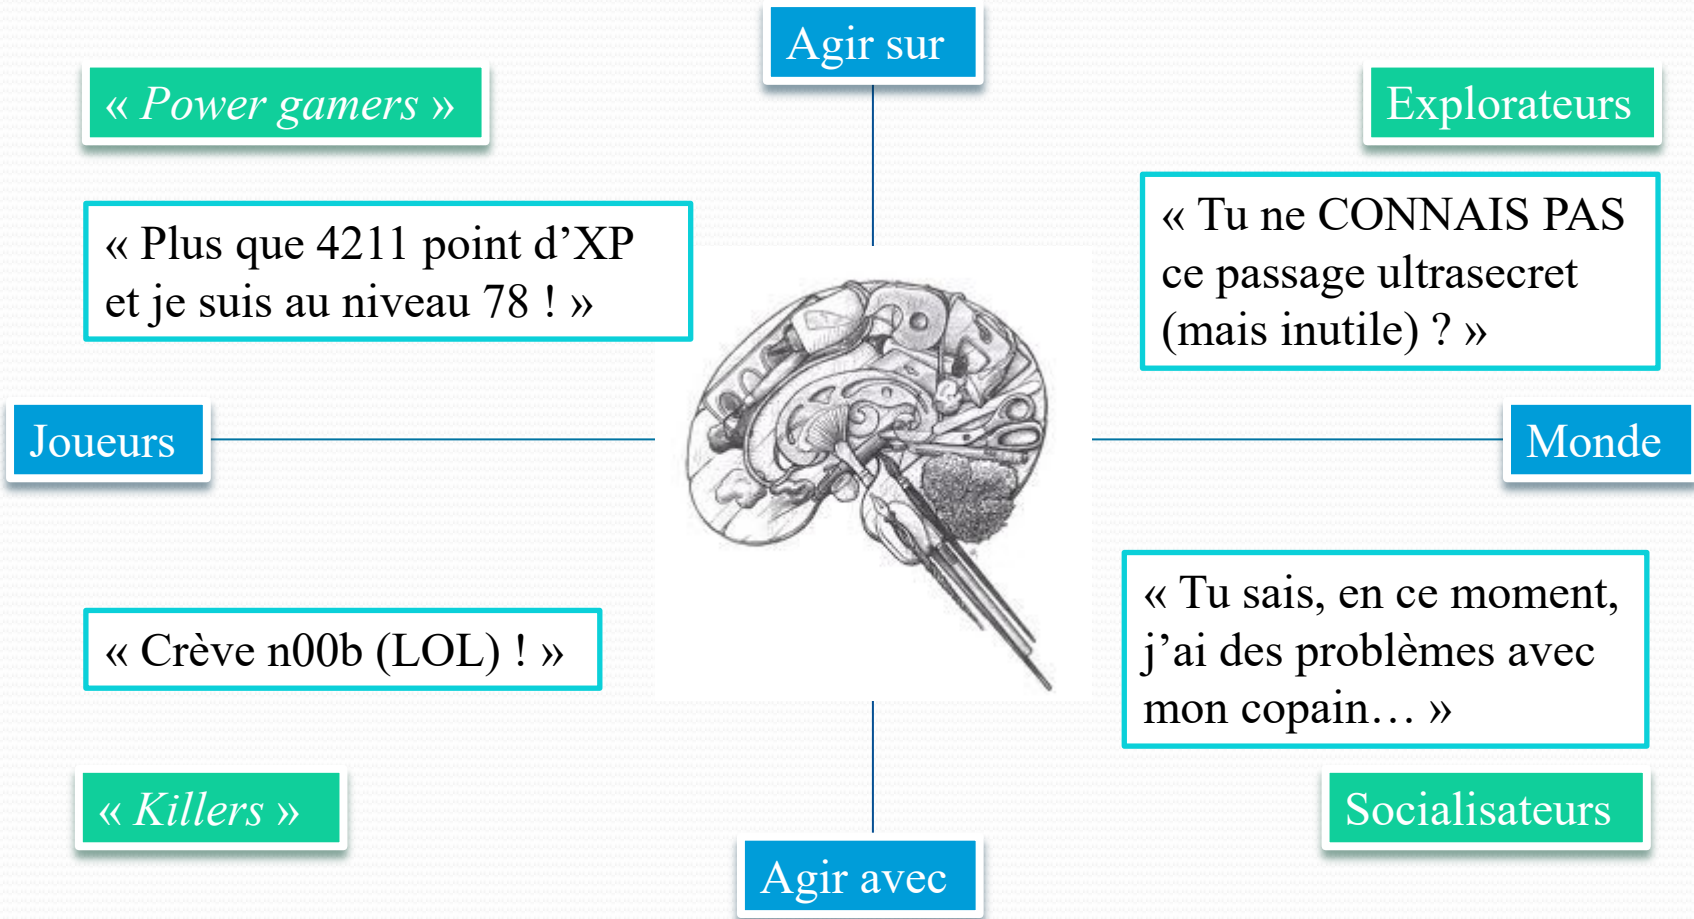 Agir sur
« Power gamers »
Explorateurs
« Plus que 4211 point d’XP
et je suis au niveau 78 ! »
« Tu ne CONNAIS PAS
ce passage ultrasecret
(mais inutile) ? »
Joueurs
Monde
« Crève n00b (LOL) ! »
« Tu sais, en ce moment,
j’ai des problèmes avec
mon copain… »
« Killers »
Socialisateurs
Agir avec